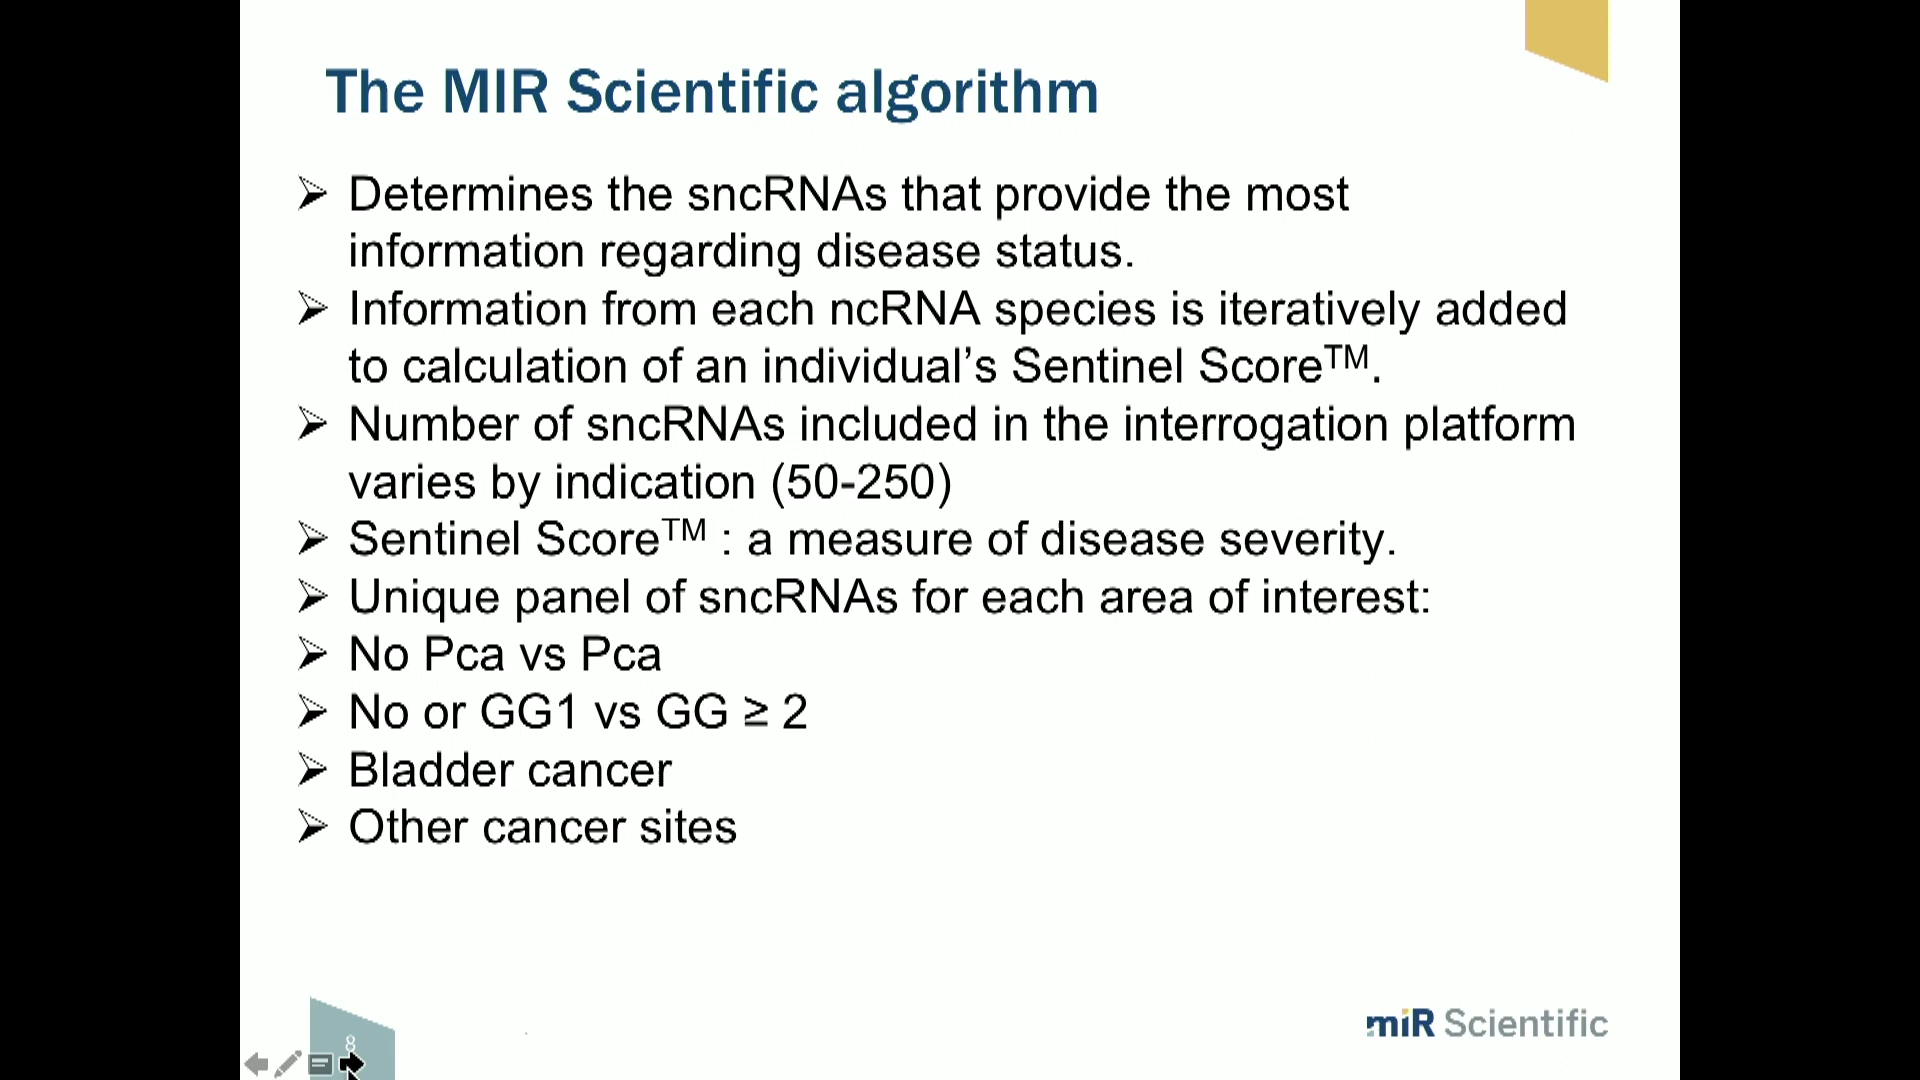 The MIR Scientific algorithm
➢ Determines the sncRNAs that provide the most
information regarding disease status.
➢ Information from each ncRNA species is iteratively added
to calculation of an individual’s Sentinel Score™.
➢ Number of sncRNAs included in the interrogation platform
varies by indication (50-250)
➢ Sentinel Score™ : a measure of disease severity.
➢ Unique panel of sncRNAs for each area of interest:
➢ No Pca vs Pca
➢ No or GG1 vs GG ≥ 2
➢ Bladder cancer
➢ Other cancer sites
8
miR Scientific